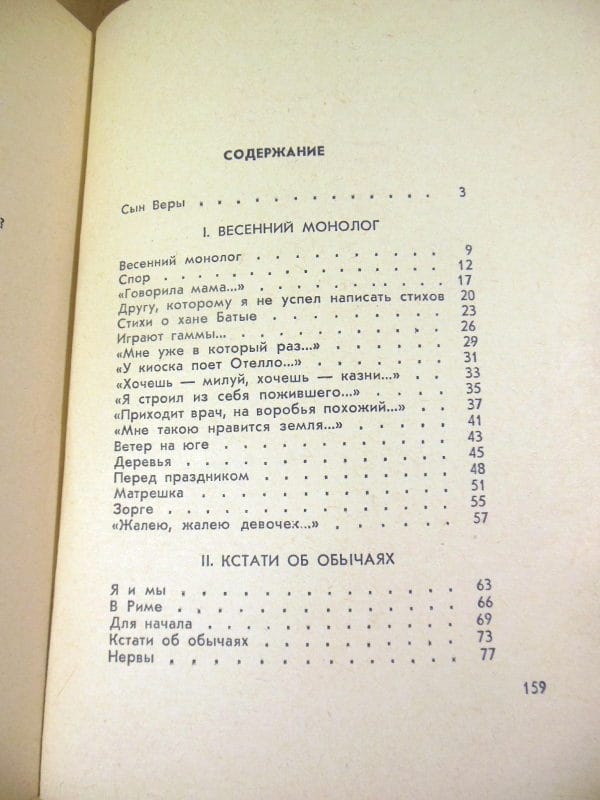 ?
СОДЕРЖАНИЕ
Сын Веры . . . . . . . . . . . . 3
I. ВЕСЕННИЙ МОНОЛОГ
Весенний монолог . . . . . . . . . . 9
Спор . . . . . . . . . . . . . . 12
«Говорила мама...» . . . . . . . . . . 17
Другу, которому я не успел написать стихов 20
Стихи о хане Батые . . . . . . . . . 23
Играют гаммы... . . . . . . . . . . 26
«Мне уже в который раз...» . . . . . . . 29
«У киоска поет Отелло...» . . . . . . . . 31
«Хочешь — милуй, хочешь — казни...» . . . . 33
«Я строил из себя пожившего...» . . . . . . 35
«Приходит врач, на воробья похожий...» . . . 37
«Мне такою нравится земля...» . . . . . . 41
Ветер на юге . . . . . . . . . . . 43
Деревья . . . . . . . . . . . . . 45
Перед праздником . . . . . . . . . . 48
Матрешка . . . . . . . . . . . . 51
Зорге . . . . . . . . . . . . . . 55
«Жалею, жалею девочек...» . . . . . . . 57
II. КСТАТИ ОБ ОБЫЧАЯХ
Я и мы . . . . . . . . . . . . . 63
В Риме . . . . . . . . . . . . . 66
Для начала . . . . . . . . . . . . 69
Кстати об обычаях . . . . . . . . . . 73
Нервы . . . . . . . . . . . . . . 77
159